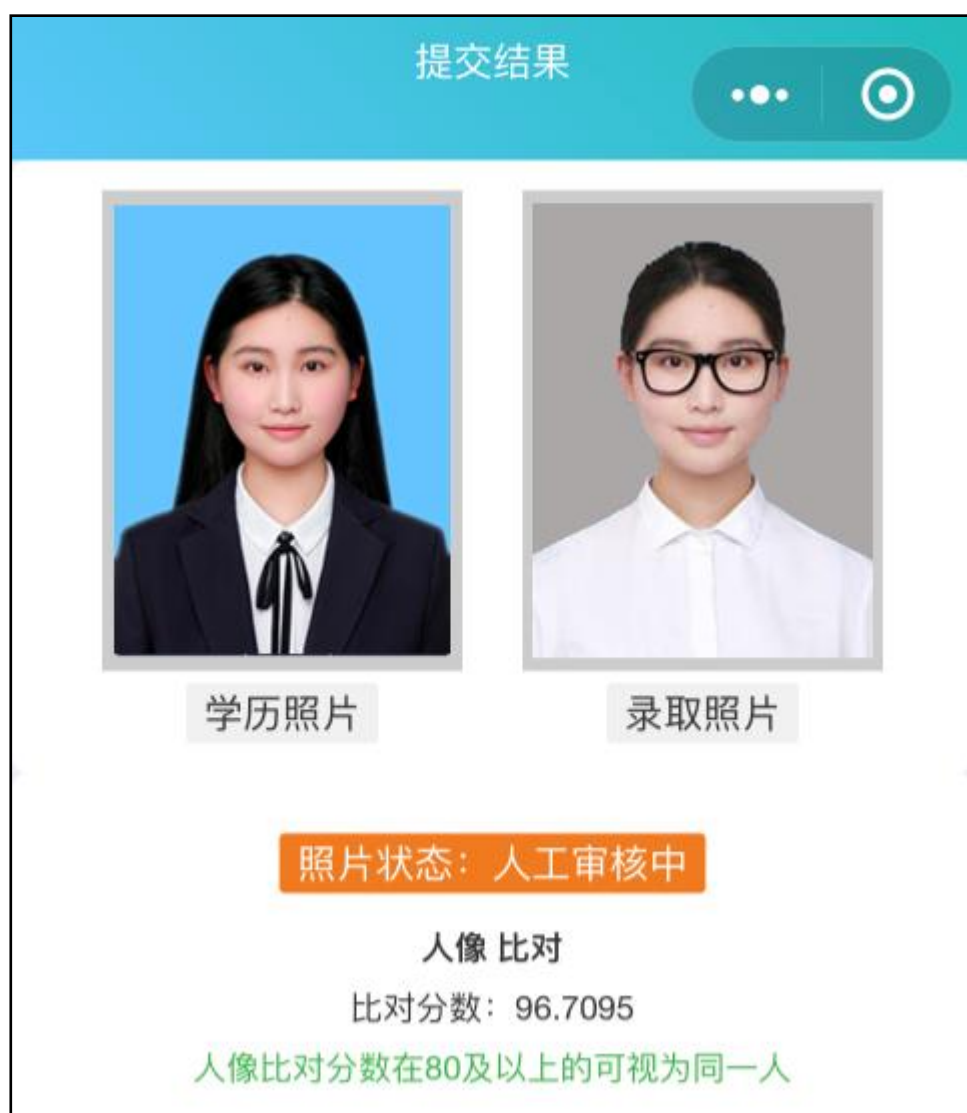 提交结果
学历照片
录取照片
照片状态：人工审核中
人像 比对
比对分数：96.7095
人像比对分数在80及以上的可视为同一人